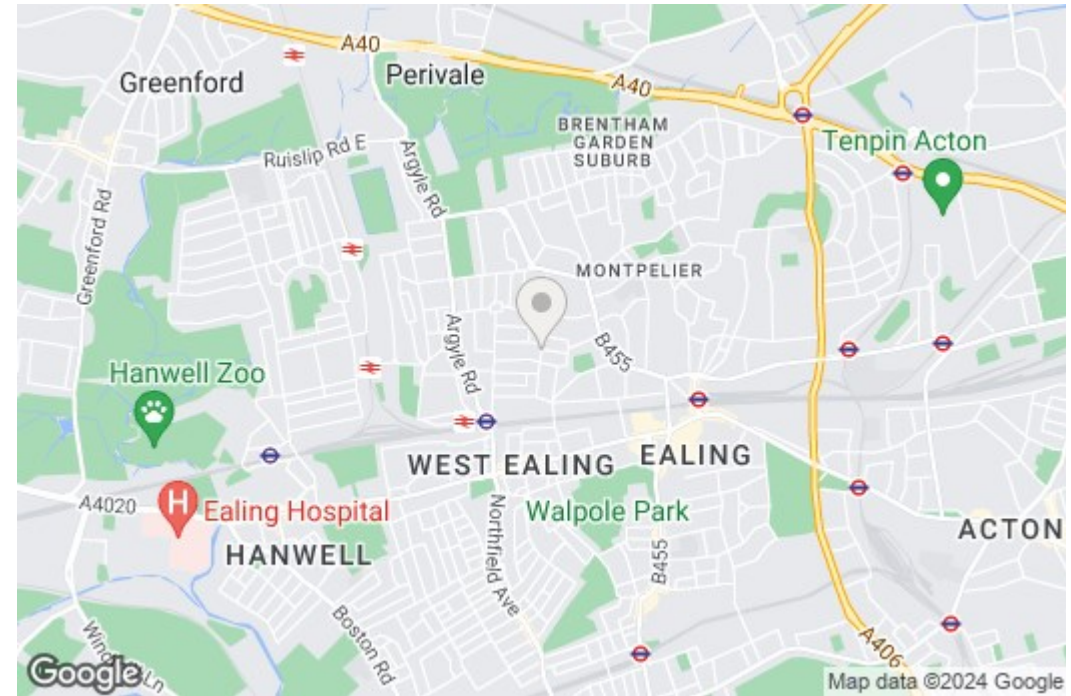 A40
Greenford
Perivale
A40
BRENTHAM
GARDEN
SUBURB
Tenpin Acton
Ruislip Rd E
Argyle Rd
Greenford Rd
MONTPELIER
Argyle Rd
B455
Hanwell Zoo
WEST EALING
EALING
A4020
H
Ealing Hospital
Walpole Park
ACTON
HANWELL
Northfield Ave
B455
Boston Rd
A406
Google
Map data ©2024 Google